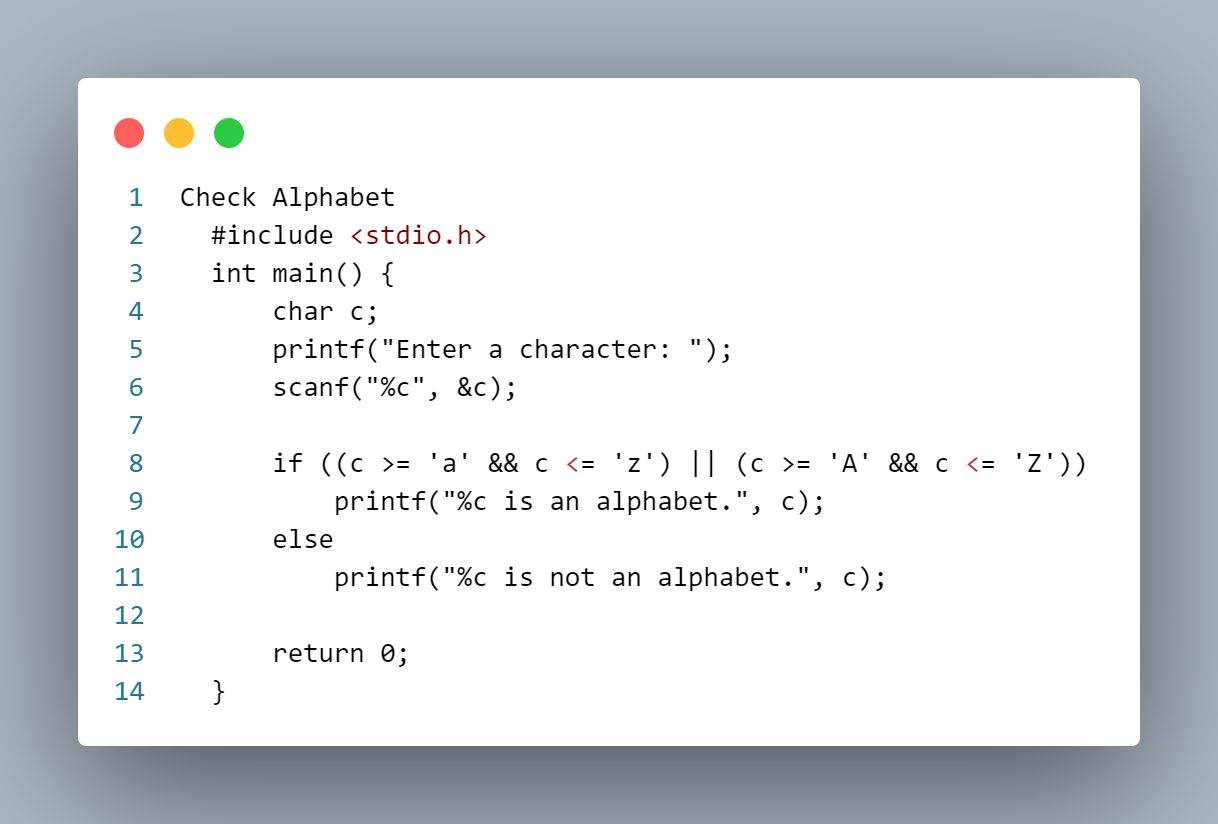 1 Check Alphabet
2 #include <stdio.h>
3 int main() {
4 char c;
5 printf("Enter a character: ");
6 scanf("%c", &c);
7
8 if ((c >= 'a' && c <= 'z') || (c >= 'A' && c <= 'Z'))
9 printf("%c is an alphabet.", c);
10 else
11 printf("%c is not an alphabet.", c);
12
13 return 0;
14 }